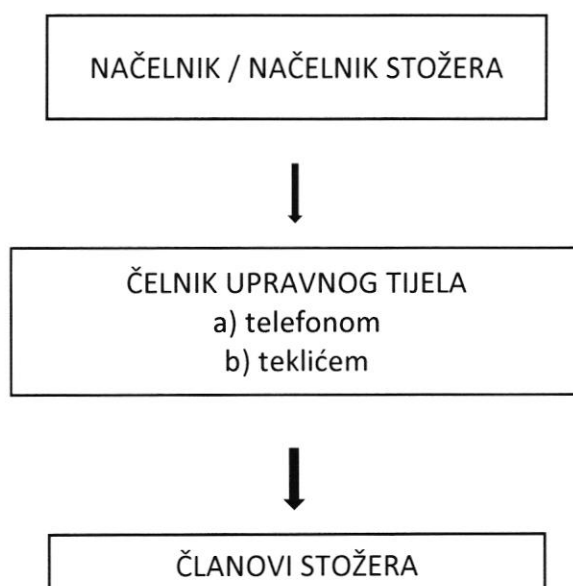 NAČELNIK / NAČELNIK STOŽERA
ČELNIK UPRAVNOG TIJELA
a) telefonom
b) teklićem
ČLANOVI STOŽERA